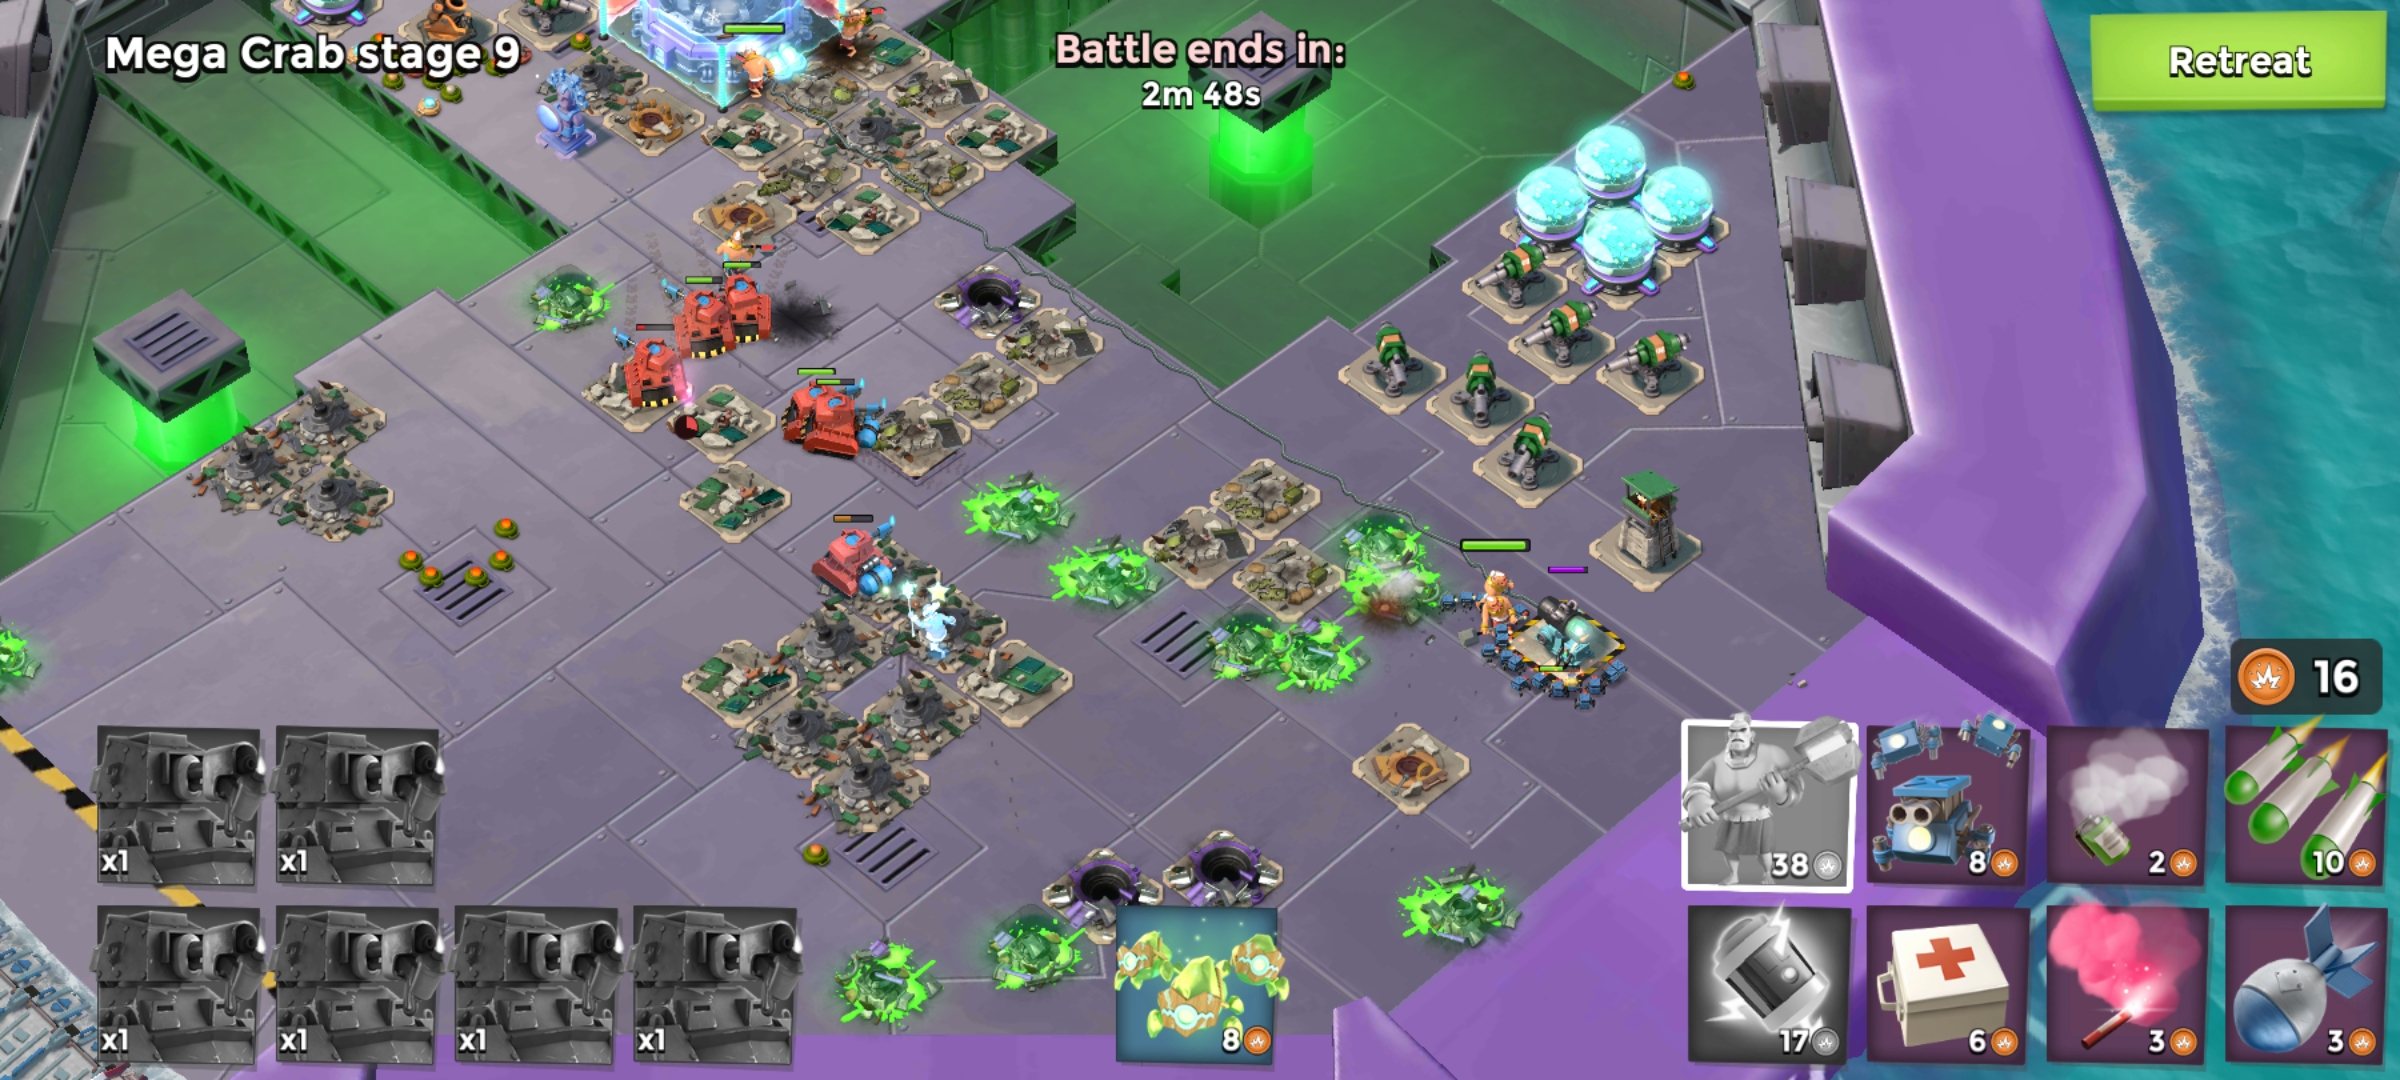 Mega Crab stage 9
Battle ends in:
2m 48s
Retreat
16
x1
x1
38
8
2
10
x1
x1
x1
x1
8
17
6
3
3